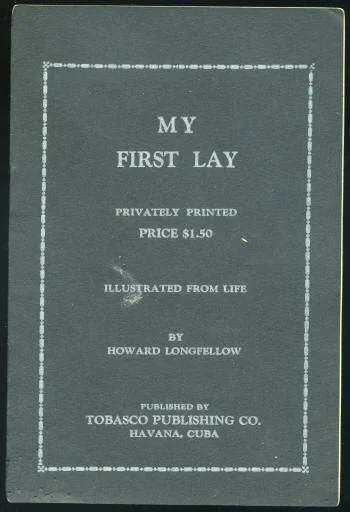 MY
FIRST LAY
PRIVATELY PRINTED
PRICE $1.50
ILLUSTRATED FROM LIFE
BY
HOWARD LONGFELLOW
PUBLISHED BY
TOBASCO PUBLISHING CO.
HAVANA, CUBA